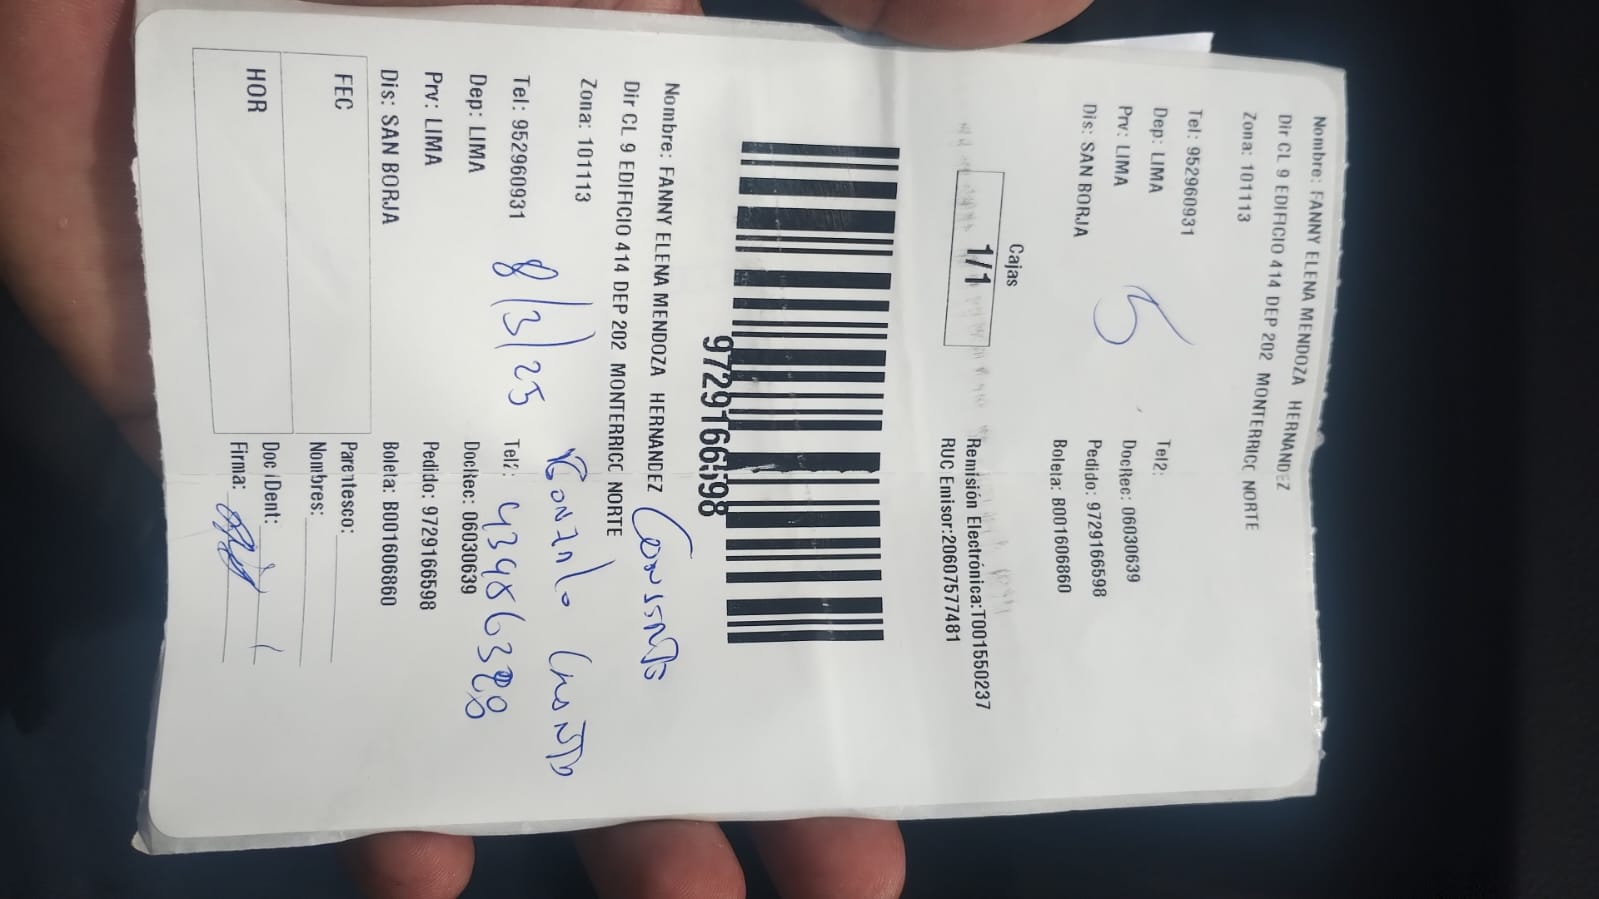 Nombre: FANNY ELENA MENDOZA HERNANDEZ
Dir CL 9 EDIFICIO 414 DEP 202 MONTERRICC NORTE
Zona: 101113
Tel: 952960931 Tel2:
Dep: LIMA DocRec: 06030639
Prv: LIMA Pedido: 9729166598
Dis: SAN BORJA Boleta: B001606860
5
Cajas
1/1
Remisión Electrónica:T001550237
RUC Emisor:20607577481
9729166598
Nombre: FANNY ELENA MENDOZA HERNANDEZ
Dir CL 9 EDIFICIO 414 DEP 202 MONTERRICC NORTE
Zona: 101113
Gonzalo
Tel: 952960931 8/3/25 Tel2:
Dep: LIMA DocRec: 06030639
Prv: LIMA Pedido: 9729166598
Dis: SAN BORJA Boleta: B001606860
FEC
Parentesco:
Nombres:
HOR
Doc iDent:
Firma: